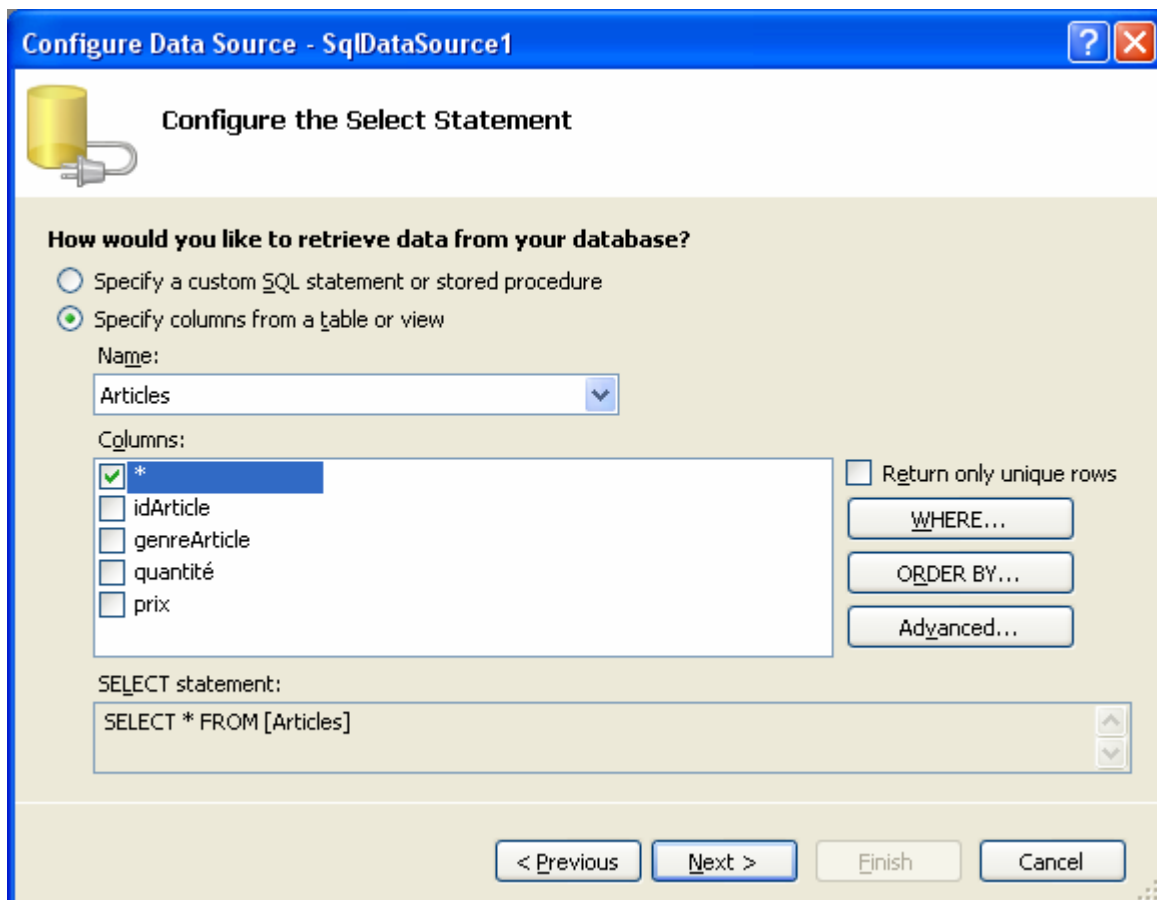 Configure Data Source - SqlDataSource1
?
Configure the Select Statement
How would you like to retrieve data from your database?
Specify a custom SQL statement or stored procedure
Specify columns from a table or view
Name:
Articles
Columns:
*
idArticle
genreArticle
quantité
prix
Return only unique rows
WHERE...
ORDER BY...
Advanced...
SELECT statement:
SELECT * FROM [Articles]
< Previous
Next >
Finish
Cancel